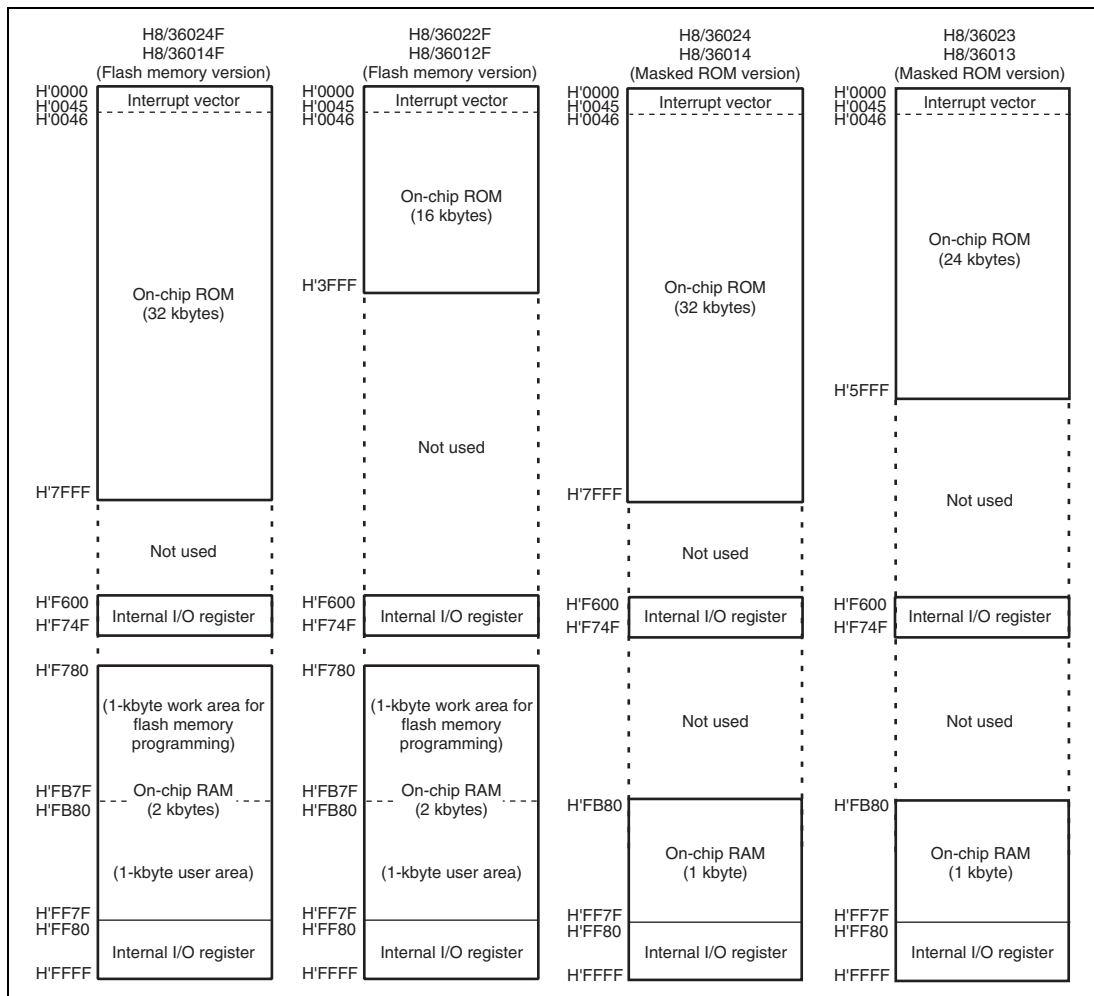 H8/36024F
H8/36014F
(Flash memory version)
H'0000
H'0045
H'0046
Interrupt vector
On-chip ROM
(32 kbytes)
H'7FFF
Not used
H'F600
Internal I/O register
H'F74F
H'F780
(1-kbyte work area for
flash memory
programming)
H'FB7F
On-chip RAM
H'FB80
(2 kbytes)
(1-kbyte user area)
H'FF7F
H'FF80
Internal I/O register
H'FFFF
H8/36022F
H8/36012F
(Flash memory version)
H'0000
H'0045
H'0046
Interrupt vector
On-chip ROM
(16 kbytes)
H'3FFF
Not used
H'F600
Internal I/O register
H'F74F
H'F780
(1-kbyte work area for
flash memory
programming)
H'FB7F
On-chip RAM
H'FB80
(2 kbytes)
(1-kbyte user area)
H'FF7F
H'FF80
Internal I/O register
H'FFFF
H8/36024
H8/36014
(Masked ROM version)
H'0000
H'0045
H'0046
Interrupt vector
On-chip ROM
(32 kbytes)
H'7FFF
Not used
H'F600
Internal I/O register
H'F74F
Not used
H'FB80
On-chip RAM
(1 kbyte)
H'FF7F
H'FF80
Internal I/O register
H'FFFF
H8/36023
H8/36013
(Masked ROM version)
H'0000
H'0045
H'0046
Interrupt vector
On-chip ROM
(24 kbytes)
H'5FFF
Not used
H'F600
Internal I/O register
H'F74F
Not used
H'FB80
On-chip RAM
(1 kbyte)
H'FF7F
H'FF80
Internal I/O register
H'FFFF